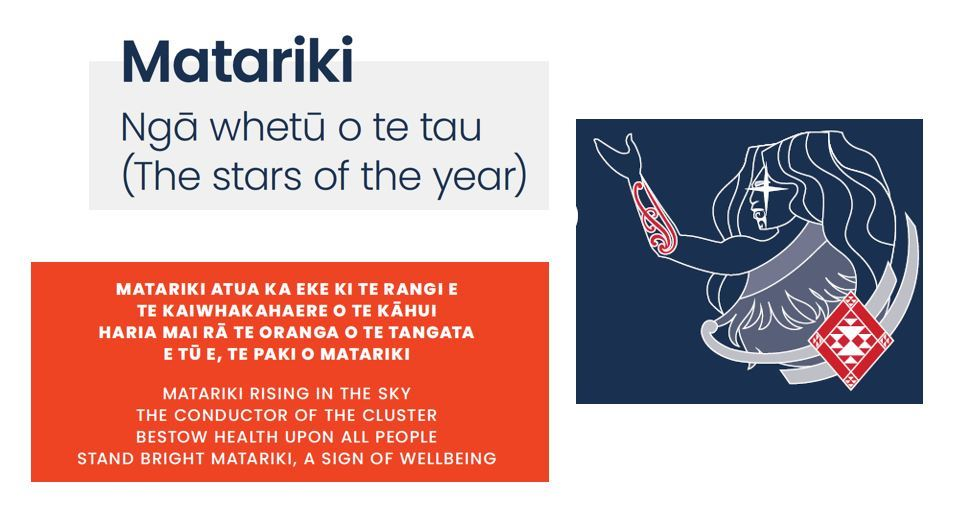 Matariki
Ngā whetū o te tau
(The stars of the year)
MATARIKI ATUA KA EKE KI TE RANGI E
TE KAIWHAKAHAERE O TE KĀHUI
HARIA MAI RĀ TE ORANGA O TE TANGATA
E TŪ E, TE PAKI O MATARIKI
MATARIKI RISING IN THE SKY
THE CONDUCTOR OF THE CLUSTER
BESTOW HEALTH UPON ALL PEOPLE
STAND BRIGHT MATARIKI, A SIGN OF WELLBEING